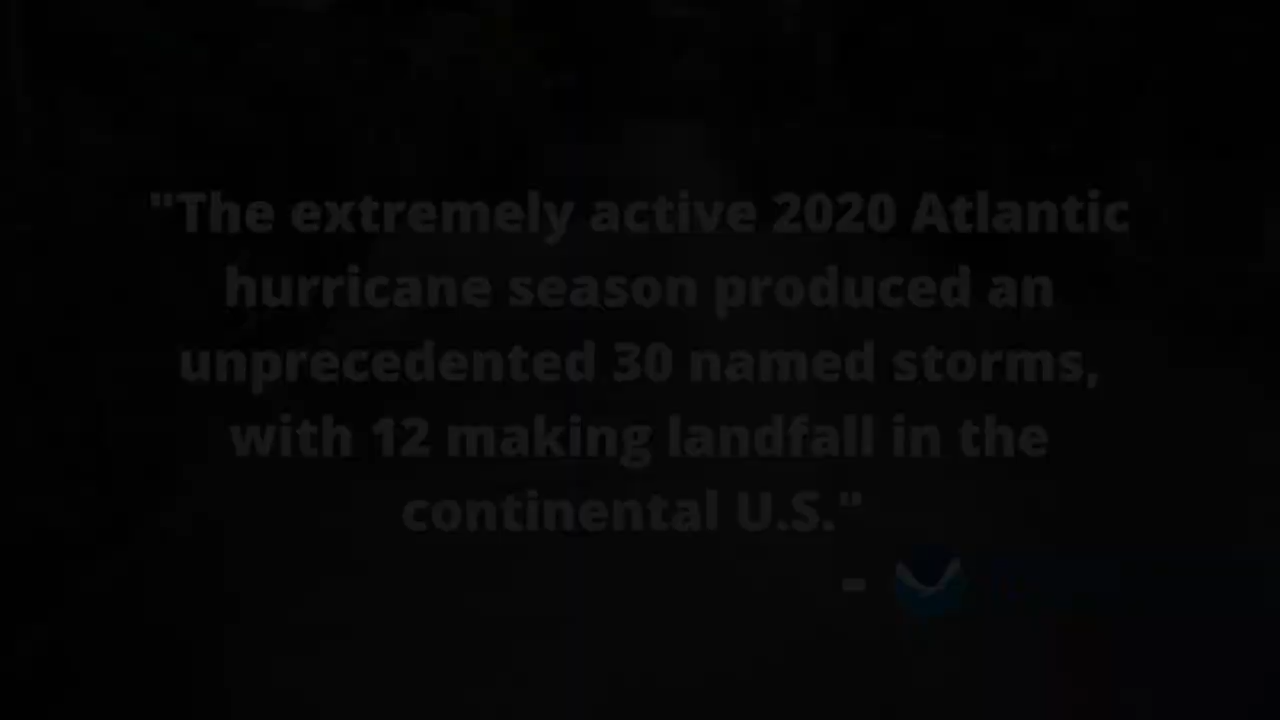 "The extremely active 2020 Atlantic
hurricane season produced an
unprecedented 30 named storms,
with 12 making landfall in the
continental U.S."
-